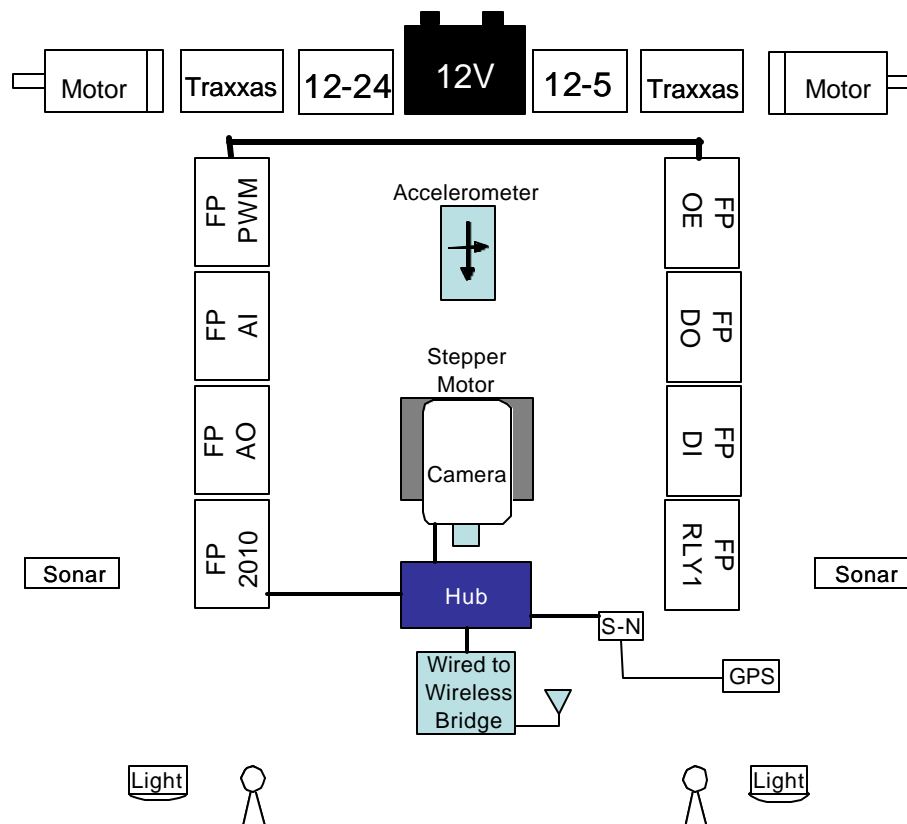 Motor
Traxxas
12-24
12V
12-5
Traxxas
Motor
FP
PWM
Accelerometer
FP
OE
FP
AI
FP
DO
Stepper
Motor
FP
AO
Camera
FP
DI
FP
2010
FP
RLY1
Sonar
Sonar
Hub
S-N
Wired to
Wireless
Bridge
GPS
Light
Light